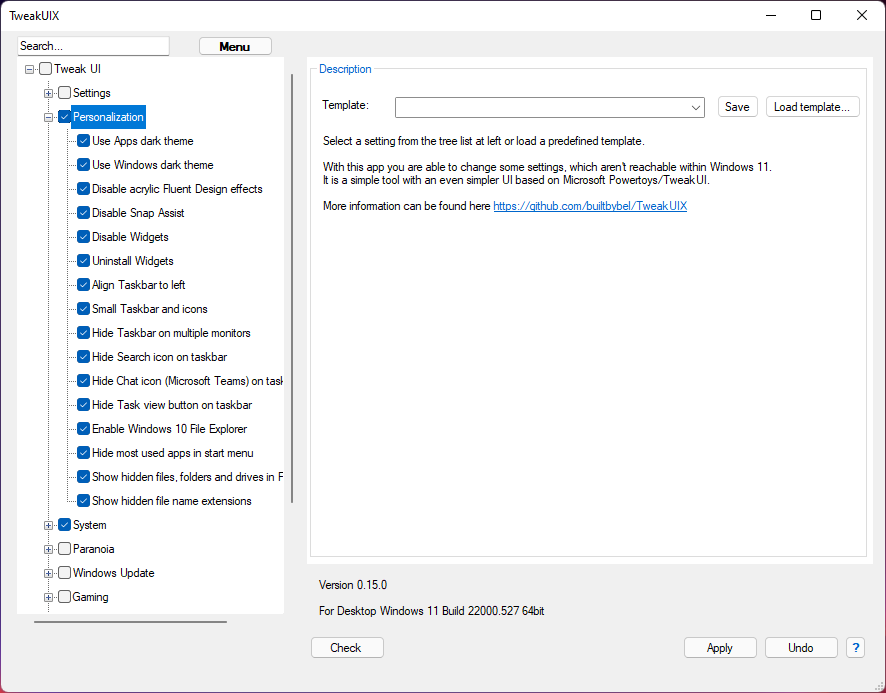 TweakUIX
Search...
Menu
Tweak UI
Settings
Personalization
Use Apps dark theme
Use Windows dark theme
Disable acrylic Fluent Design effects
Disable Snap Assist
Disable Widgets
Uninstall Widgets
Align Taskbar to left
Small Taskbar and icons
Hide Taskbar on multiple monitors
Hide Search icon on taskbar
Hide Chat icon (Microsoft Teams) on task
Hide Task view button on taskbar
Enable Windows 10 File Explorer
Hide most used apps in start menu
Show hidden files, folders and drives in F
Show hidden file name extensions
System
Paranoia
Windows Update
Gaming
Description
Template:
Save
Load template...
Select a setting from the tree list at left or load a predefined template.
With this app you are able to change some settings, which aren't reachable within Windows 11.
It is a simple tool with an even simpler UI based on Microsoft Powertoys/TweakUI.
More information can be found here https://github.com/builtbybel/TweakUIX
Version 0.15.0
For Desktop Windows 11 Build 22000.527 64bit
Check
Apply
Undo
?